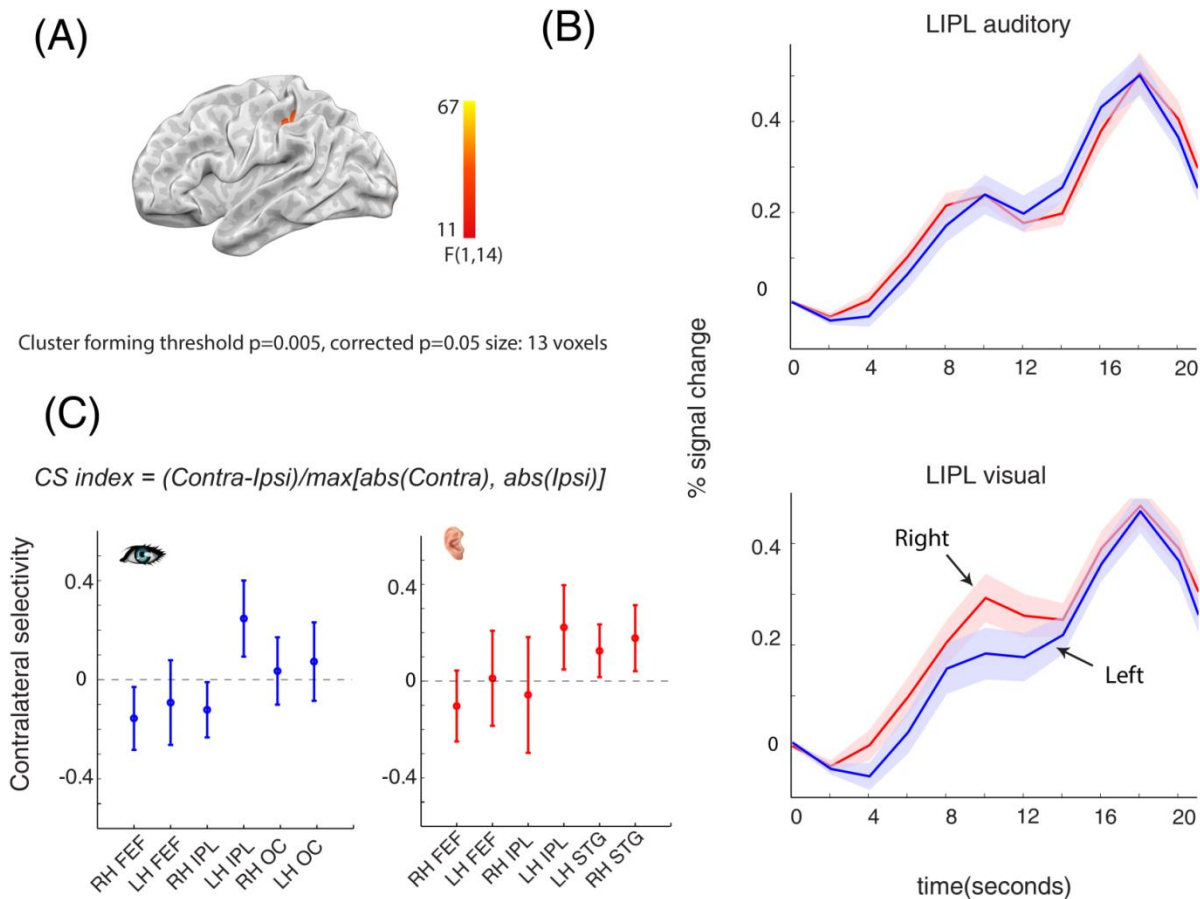 (A)
67
11
F(1,14)
Cluster forming threshold p=0.005, corrected p=0.05 size: 13 voxels
(B)
LIPL auditory
0.4
0.2
0
0 4 8 12 16 20
% signal change
LIPL visual
Right
Left
0.4
0.2
0
0 4 8 12 16 20
time(seconds)
(C)
CS index = (Contra-Ipsi)/max[abs(Contra), abs(Ipsi)]
Contralateral selectivity
0.4
0
-0.4
RH FEF
LH FEF
RH IPL
LH IPL
RH OC
LH OC
0.4
0
-0.4
RH FEF
LH FEF
RH IPL
LH IPL
LH STG
RH STG